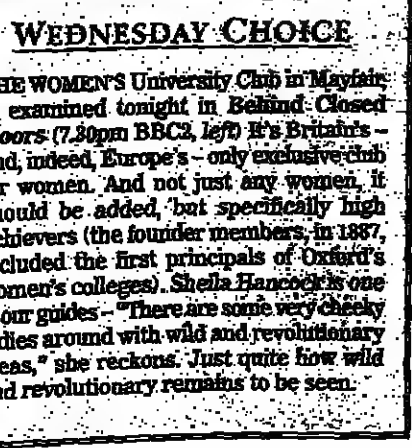 WEDNESDAY CHOICE
HE WOMEN'S University Club in Mayfair,
examined tonight in Behind Closed
oors (7.30pm BBC2, left) It's Britain's –
nd, indeed, Europe's – only exclusive club
r women. And not just any women, it
hould be added, but specifically high
chievers (the founder members, in 1887,
cluded the first principals of Oxford's
omen's colleges). Sheila Hancock is one
our guides – "There are some very cheeky
dies around with wild and revolutionary
eas," she reckons. Just quite how wild
nd revolutionary remains to be seen.